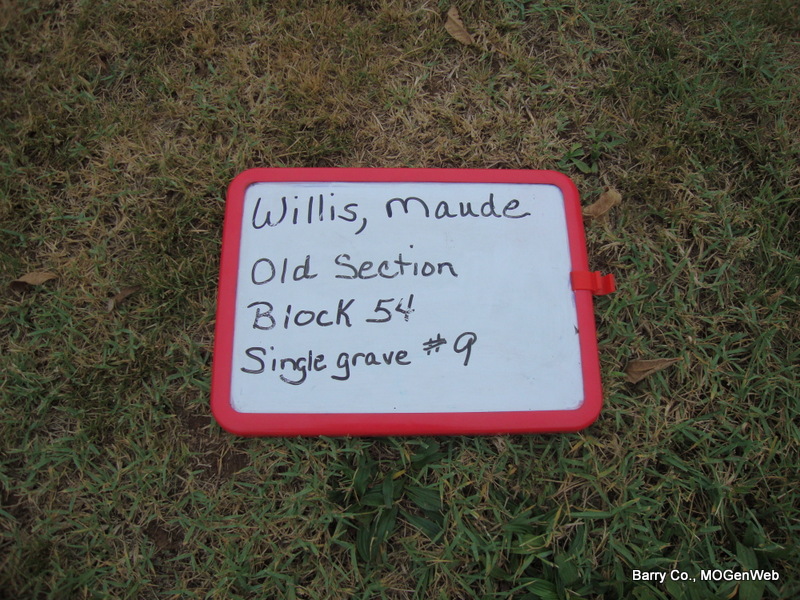 Willis, Maude
Old Section
Block 54
Single grave #9
Barry Co., MOGenWeb